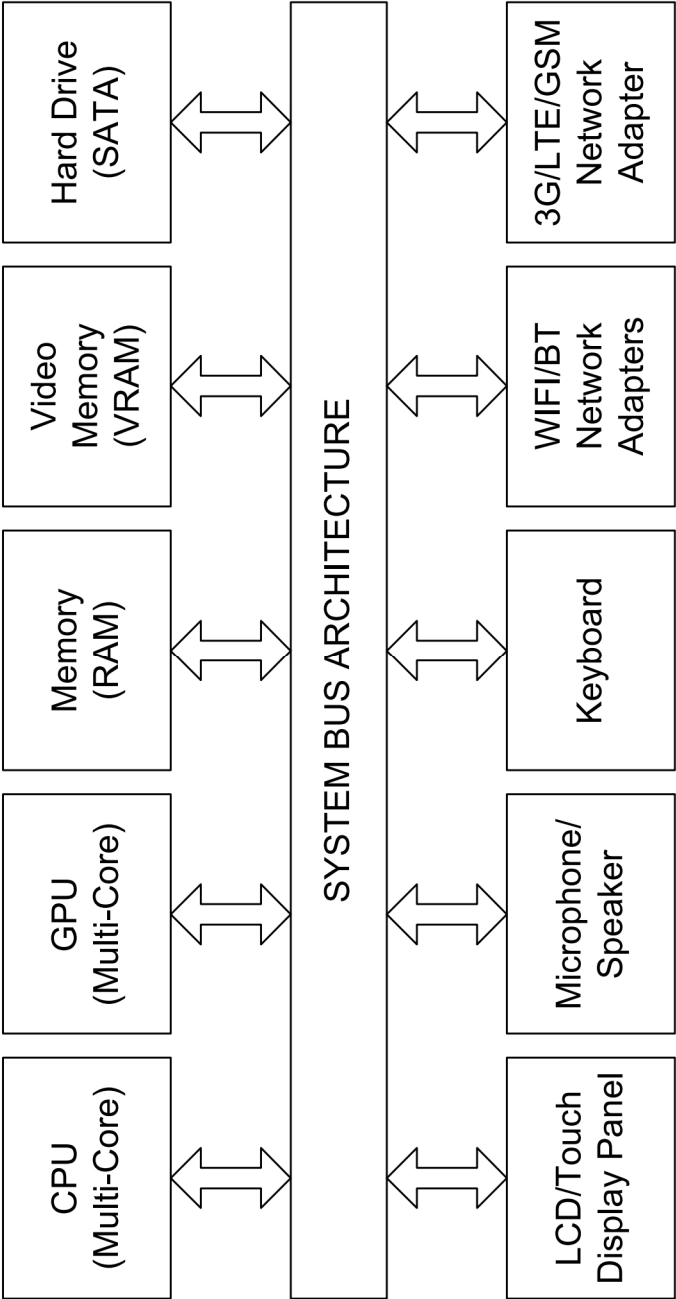 CPU
(Multi-Core)
GPU
(Multi-Core)
Memory
(RAM)
Video
Memory
(VRAM)
Hard Drive
(SATA)
SYSTEM BUS ARCHITECTURE
LCD/Touch
Display Panel
Microphone/
Speaker
Keyboard
WIFI/BT
Network
Adapters
3G/LTE/GSM
Network
Adapter